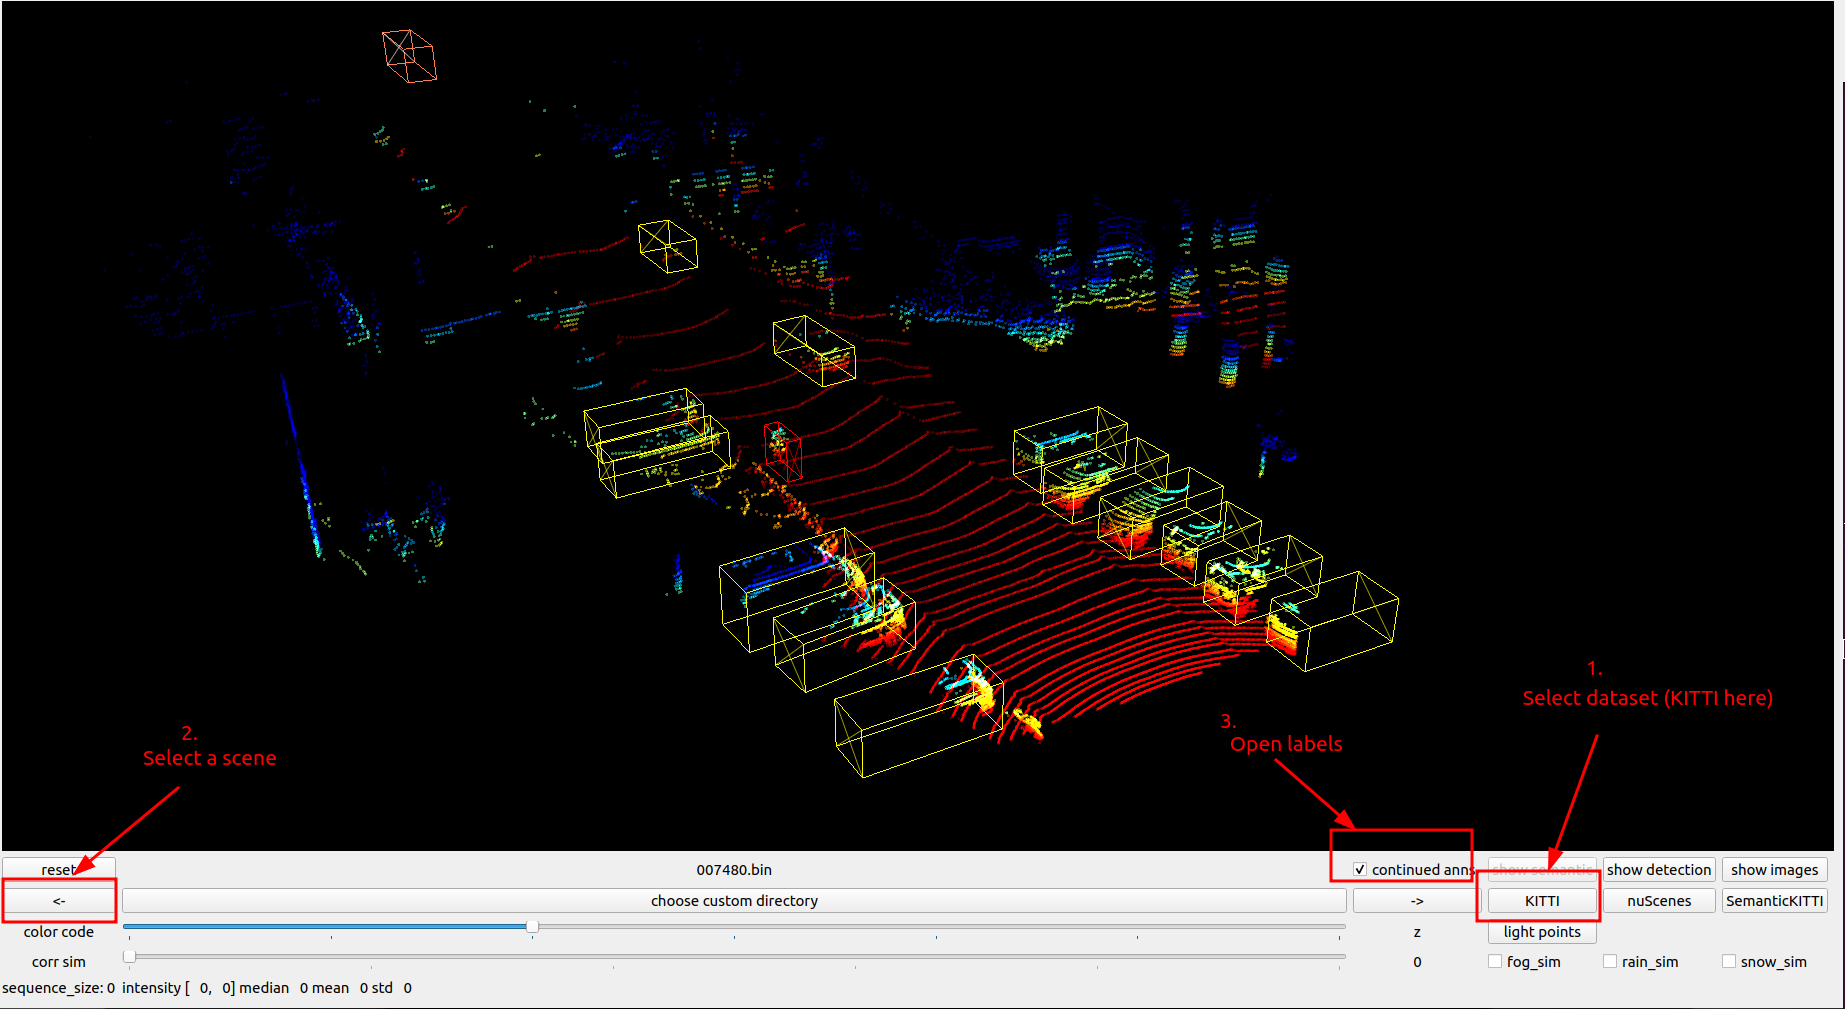 1.
Select dataset (KITTI here)
2.
Select a scene
3.
Open labels
reset
007480.bin
continued anns
show semantic
show detection
show images
<-
choose custom directory
->
KITTI
nuScenes
SemanticKITTI
color code
z
light points
corr sim
0
fog_sim
rain_sim
snow_sim
sequence_size: 0 intensity [ 0, 0] median 0 mean 0 std 0